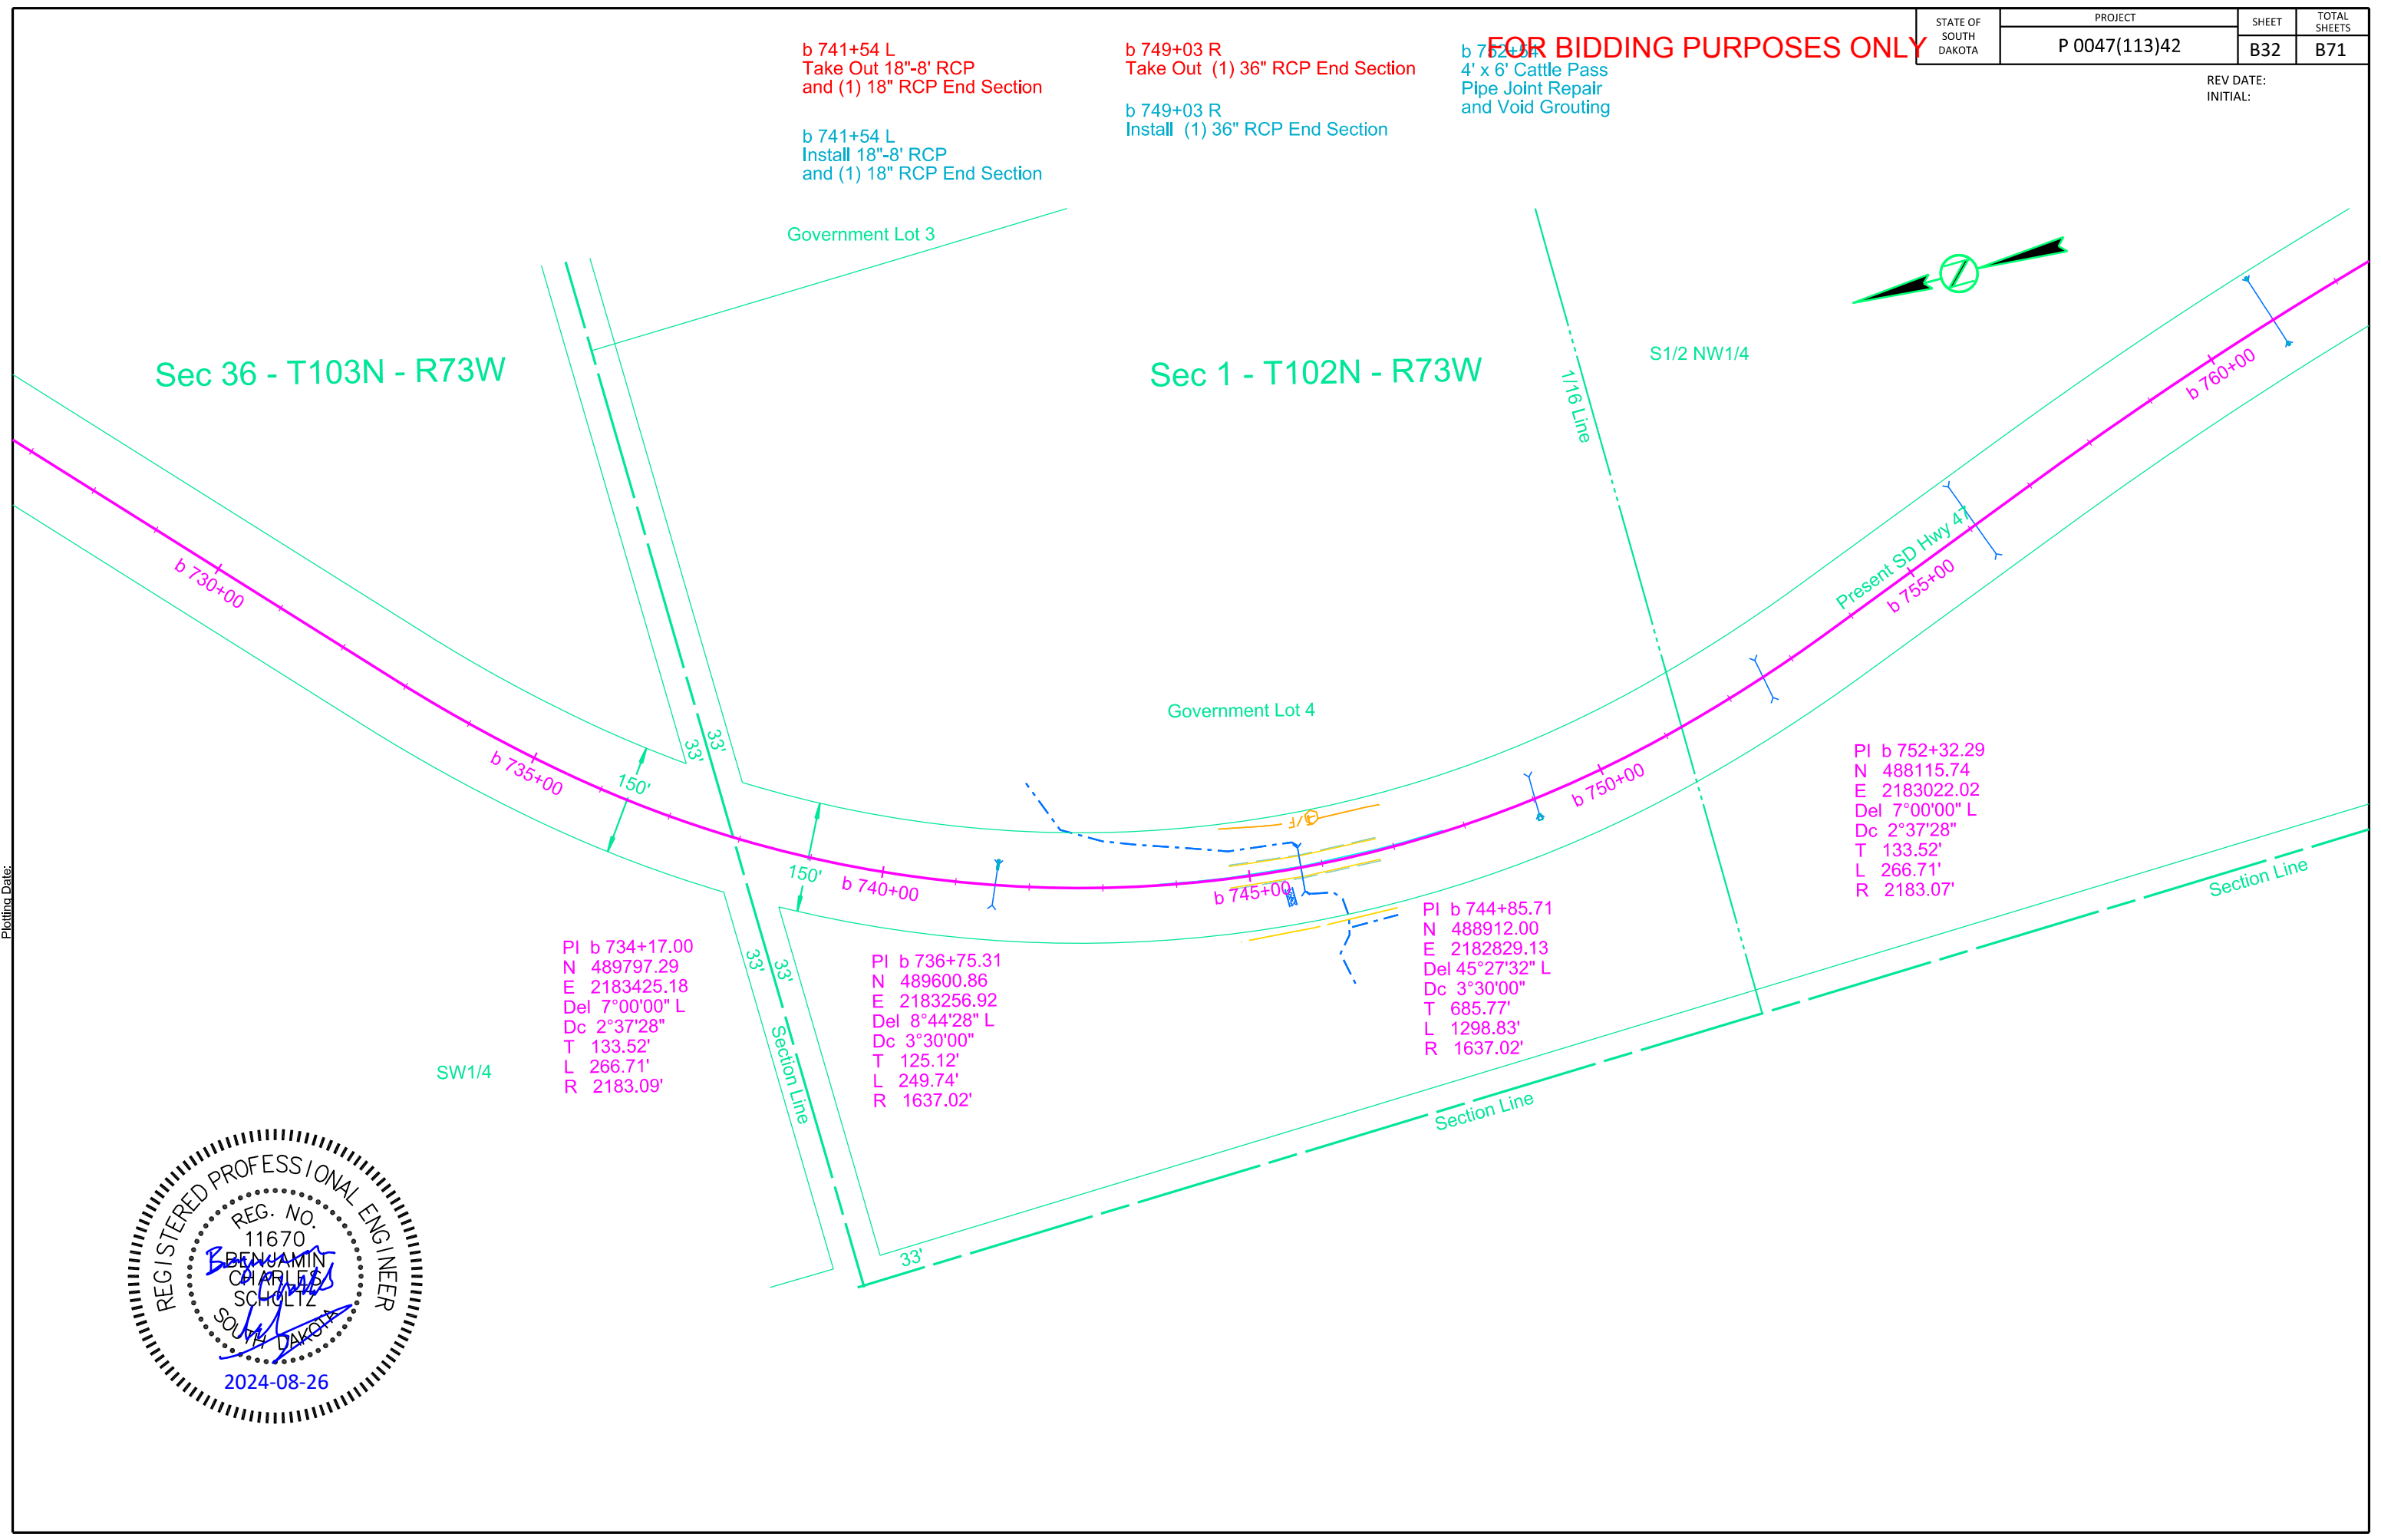 STATE OF
SOUTH
DAKOTA
PROJECT
P 0047(113)42
SHEET
B32
TOTAL
SHEETS
B71
REV DATE:
INITIAL:
FOR BIDDING PURPOSES ONLY
b 741+54 L
Take Out 18"-8' RCP
and (1) 18" RCP End Section
b 741+54 L
Install 18"-8' RCP
and (1) 18" RCP End Section
b 749+03 R
Take Out (1) 36" RCP End Section
b 749+03 R
Install (1) 36" RCP End Section
b 752+54
4' x 6' Cattle Pass
Pipe Joint Repair
and Void Grouting
Government Lot 3
Sec 36 - T103N - R73W
Sec 1 - T102N - R73W
1/16 Line
S1/2 NW1/4
b 760+00
Present SD Hwy 47
b 755+00
b 730+00
b 735+00
150'
33'
33'
Government Lot 4
T/F
b 750+00
150'
b 740+00
b 745+00
PI b 752+32.29
N 488115.74
E 2183022.02
Del 7°00'00" L
Dc 2°37'28"
T 133.52'
L 266.71'
R 2183.07'
Section Line
PI b 744+85.71
N 488912.00
E 2182829.13
Del 45°27'32" L
Dc 3°30'00"
T 685.77'
L 1298.83'
R 1637.02'
PI b 734+17.00
N 489797.29
E 2183425.18
Del 7°00'00" L
Dc 2°37'28"
T 133.52'
L 266.71'
R 2183.09'
33'
33'
PI b 736+75.31
N 489600.86
E 2183256.92
Del 8°44'28" L
Dc 3°30'00"
T 125.12'
L 249.74'
R 1637.02'
Section Line
SW1/4
Section Line
33'
Plotting Date:
REGISTERED PROFESSIONAL ENGINEER
REG. NO.
11670
BENJAMIN
CHARLES
SCHOLTZ
SOUTH DAKOTA
2024-08-26